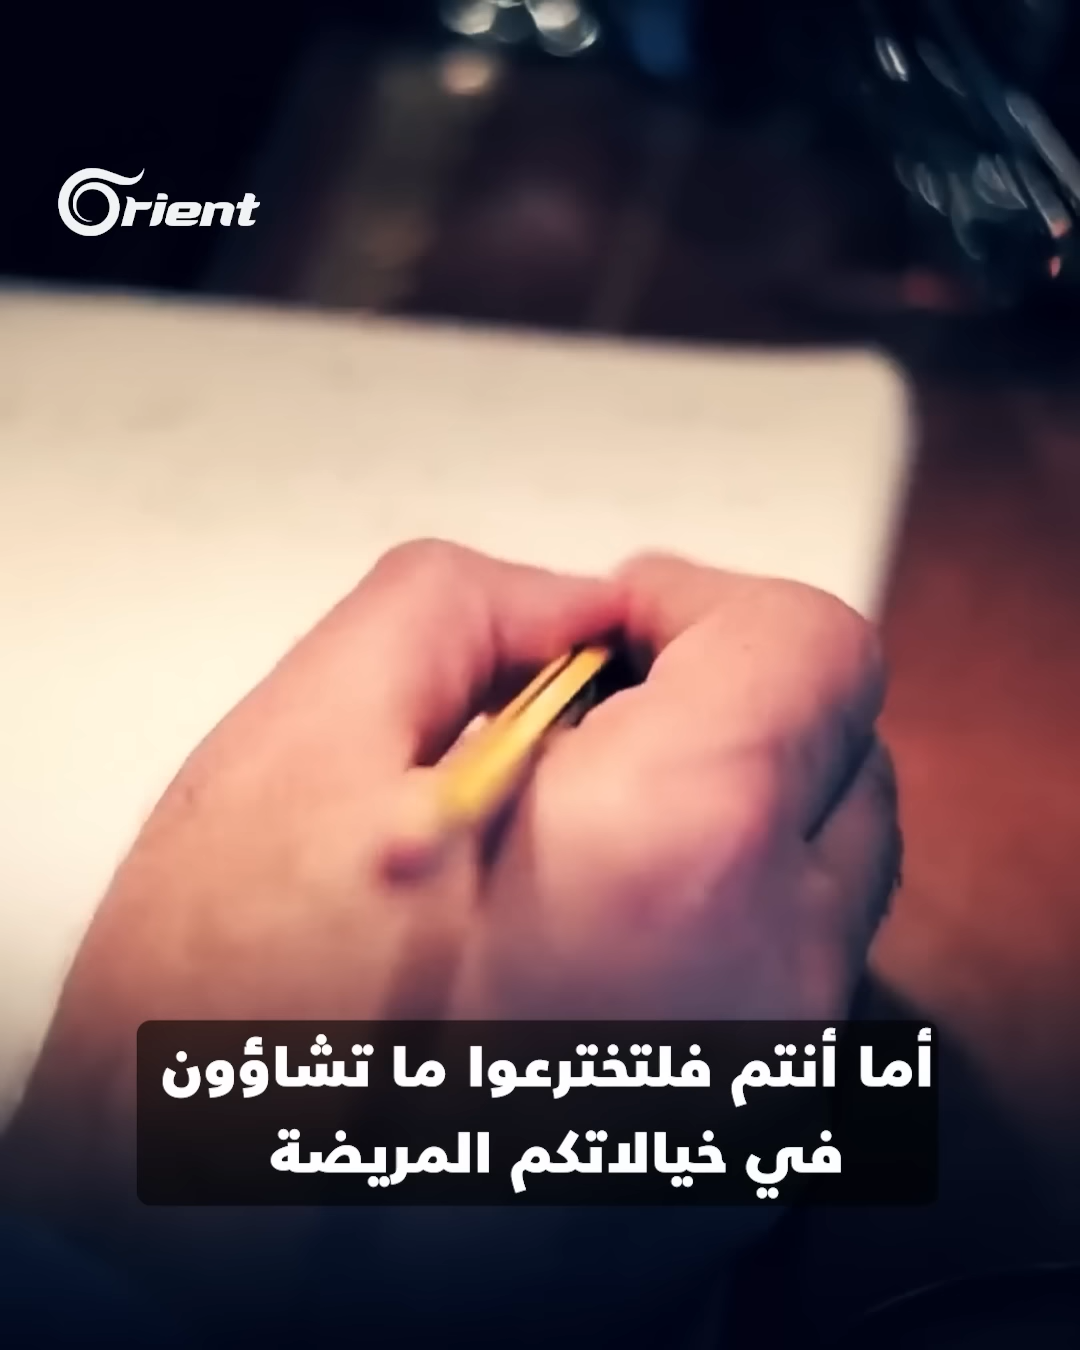 Orient
أما أنتم فلتخترعوا ما تشاؤون
في خيالاتكم المريضة